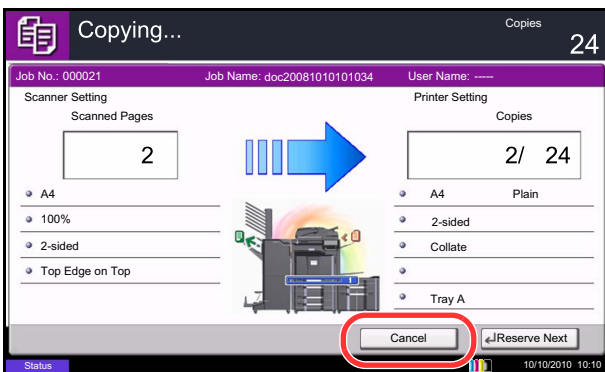 Copying...
Copies
24
Job No.: 000021 Job Name: doc20081010101034 User Name: -----
Scanner Setting Printer Setting
Scanned Pages Copies
2 2/ 24
A4 A4 Plain
100% 2-sided
2-sided Collate
Top Edge on Top
Tray A
Cancel Reserve Next
Status 10/10/2010 10:10